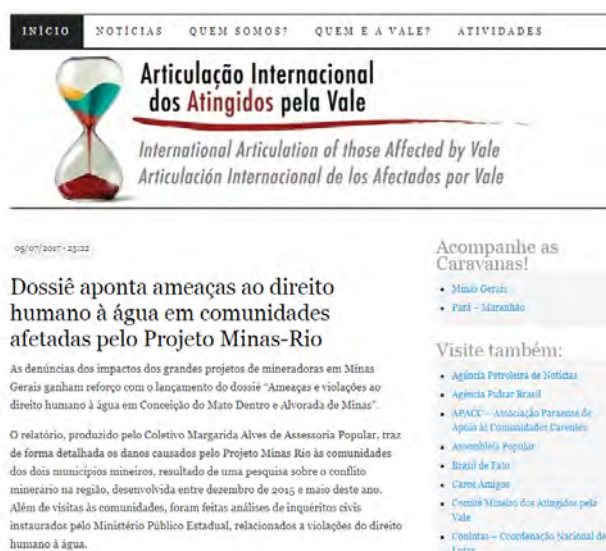 INÍCIO NOTÍCIAS QUEM SOMOS? QUEM É A VALE? ATIVIDADES
Articulação Internacional
dos Atingidos pela Vale
International Articulation of those Affected by Vale
Articulación Internacional de los Afectados por Vale
05/07/2017 - 23:22
Dossiê aponta ameaças ao direito
humano à água em comunidades
afetadas pelo Projeto Minas-Rio
As denúncias dos impactos dos grandes projetos de mineradoras em Minas
Gerais ganham reforço com o lançamento do dossiê “Ameaças e violações ao
direito humano à água em Conceição do Mato Dentro e Alvorada de Minas”.
O relatório, produzido pelo Coletivo Margarida Alves de Assessoria Popular, traz
de forma detalhada os danos causados pelo Projeto Minas Rio às comunidades
dos dois municípios mineiros, resultado de uma pesquisa sobre o conflito
minerário na região, desenvolvida entre dezembro de 2015 e maio deste ano.
Além de visitas às comunidades, foram feitas análises de inquéritos civis
instaurados pelo Ministério Público Estadual, relacionados a violações do direito
humano à água.
Acompanhe as
Caravanas!
Minas Gerais
Pará – Maranhão
Visite também:
Agência Petroleira de Notícias
Agência Pulsar Brasil
APACC – Associação Paraense de
Apoio às Comunidades Carentes
Assembléia Popular
Brasil de Fato
Caros Amigos
Comitê Mineiro dos Atingidos pela
Vale
Conlutas – Coordenação Nacional de
Lutas